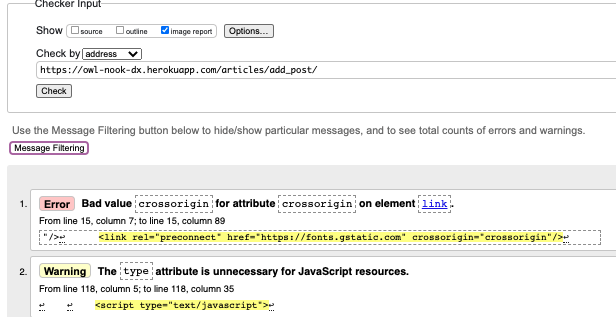 Checker Input
Show source outline image report Options...
Check by address
https://owl-nook-dx.herokuapp.com/articles/add_post/
Check
Use the Message Filtering button below to hide/show particular messages, and to see total counts of errors and warnings.
Message Filtering
1. Error Bad value crossorigin for attribute crossorigin on element link.
From line 15, column 7; to line 15, column 89
"/>↩ <link rel="preconnect" href="https://fonts.gstatic.com" crossorigin="crossorigin"/>↩
2. Warning The type attribute is unnecessary for JavaScript resources.
From line 118, column 5; to line 118, column 35
↩ ↩ <script type="text/javascript">↩